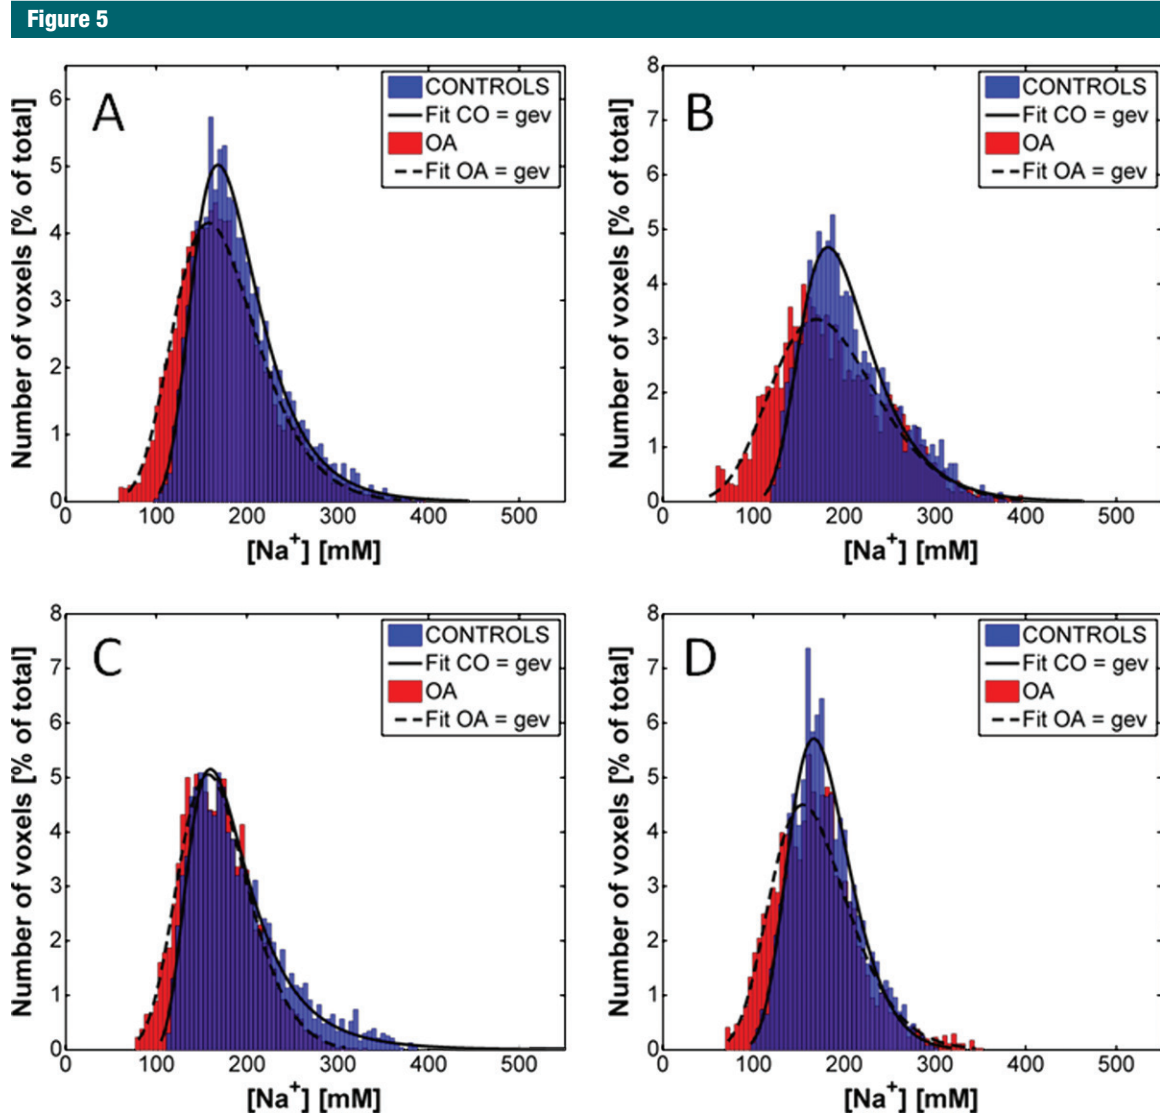 Figure 5
A
CONTROLS
Fit CO = gev
OA
Fit OA = gev
Number of voxels [% of total]
6
5
4
3
2
1
0
0 100 200 300 400 500
[Na+] [mM]
B
CONTROLS
Fit CO = gev
OA
Fit OA = gev
Number of voxels [% of total]
8
7
6
5
4
3
2
1
0
0 100 200 300 400 500
[Na+] [mM]
C
CONTROLS
Fit CO = gev
OA
Fit OA = gev
Number of voxels [% of total]
8
7
6
5
4
3
2
1
0
0 100 200 300 400 500
[Na+] [mM]
D
CONTROLS
Fit CO = gev
OA
Fit OA = gev
Number of voxels [% of total]
8
7
6
5
4
3
2
1
0
0 100 200 300 400 500
[Na+] [mM]